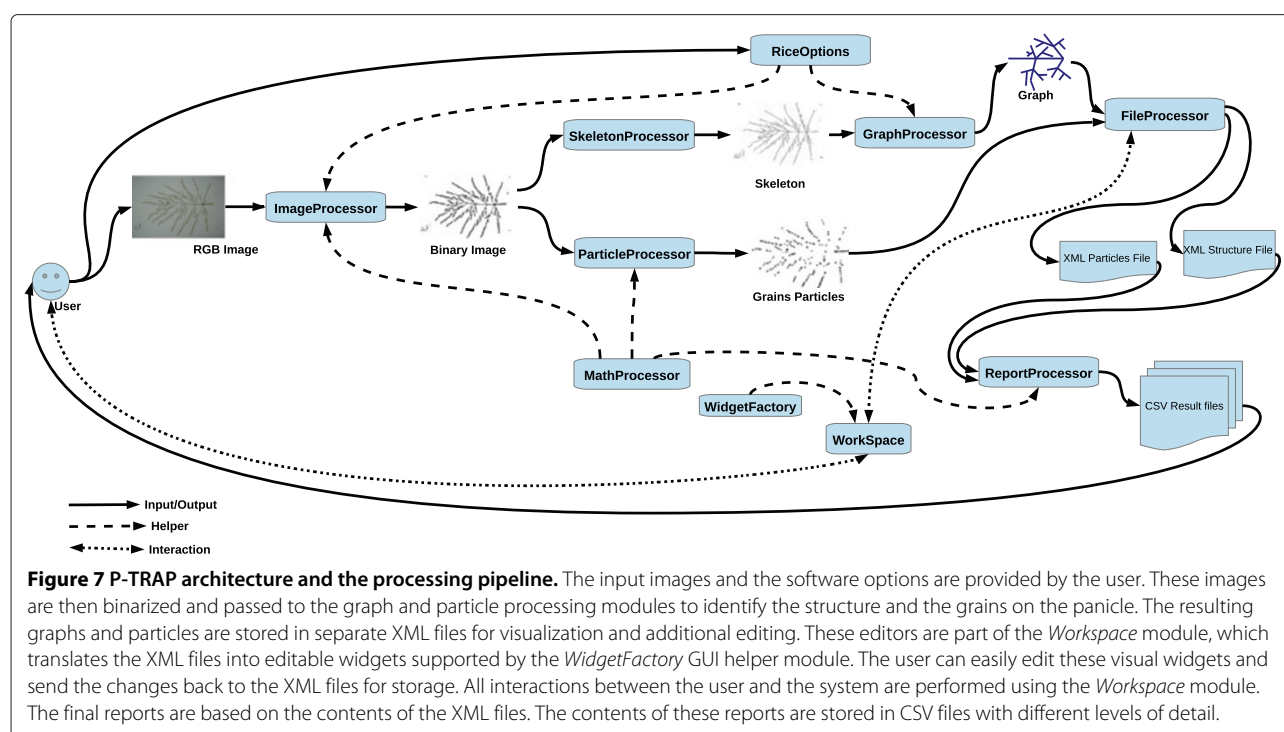 RiceOptions
Graph
FileProcessor
SkeletonProcessor
GraphProcessor
Skeleton
ImageProcessor
RGB Image
Binary Image
ParticleProcessor
Grains Particles
XML Particles File
XML Structure File
User
MathProcessor
ReportProcessor
WidgetFactory
CSV Result files
WorkSpace
Input/Output
Helper
Interaction
Figure 7 P-TRAP architecture and the processing pipeline. The input images and the software options are provided by the user. These images
are then binarized and passed to the graph and particle processing modules to identify the structure and the grains on the panicle. The resulting
graphs and particles are stored in separate XML files for visualization and additional editing. These editors are part of the Workspace module, which
translates the XML files into editable widgets supported by the WidgetFactory GUI helper module. The user can easily edit these visual widgets and
send the changes back to the XML files for storage. All interactions between the user and the system are performed using the Workspace module.
The final reports are based on the contents of the XML files. The contents of these reports are stored in CSV files with different levels of detail.